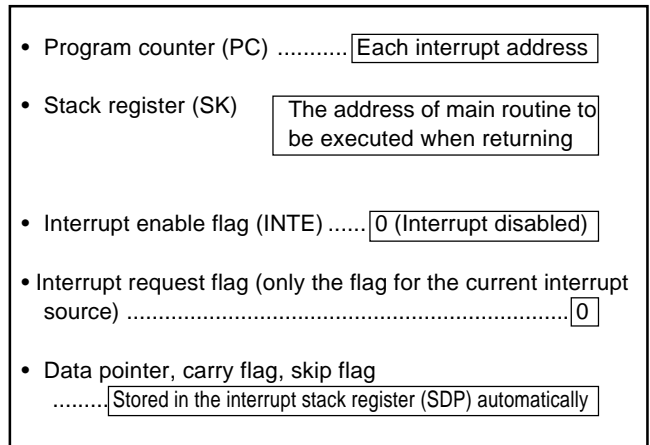 • Program counter (PC) ........... Each interrupt address
• Stack register (SK) The address of main routine to
be executed when returning
• Interrupt enable flag (INTE) ...... 0 (Interrupt disabled)
• Interrupt request flag (only the flag for the current interrupt
source) ..................................................................... 0
• Data pointer, carry flag, skip flag
......... Stored in the interrupt stack register (SDP) automatically